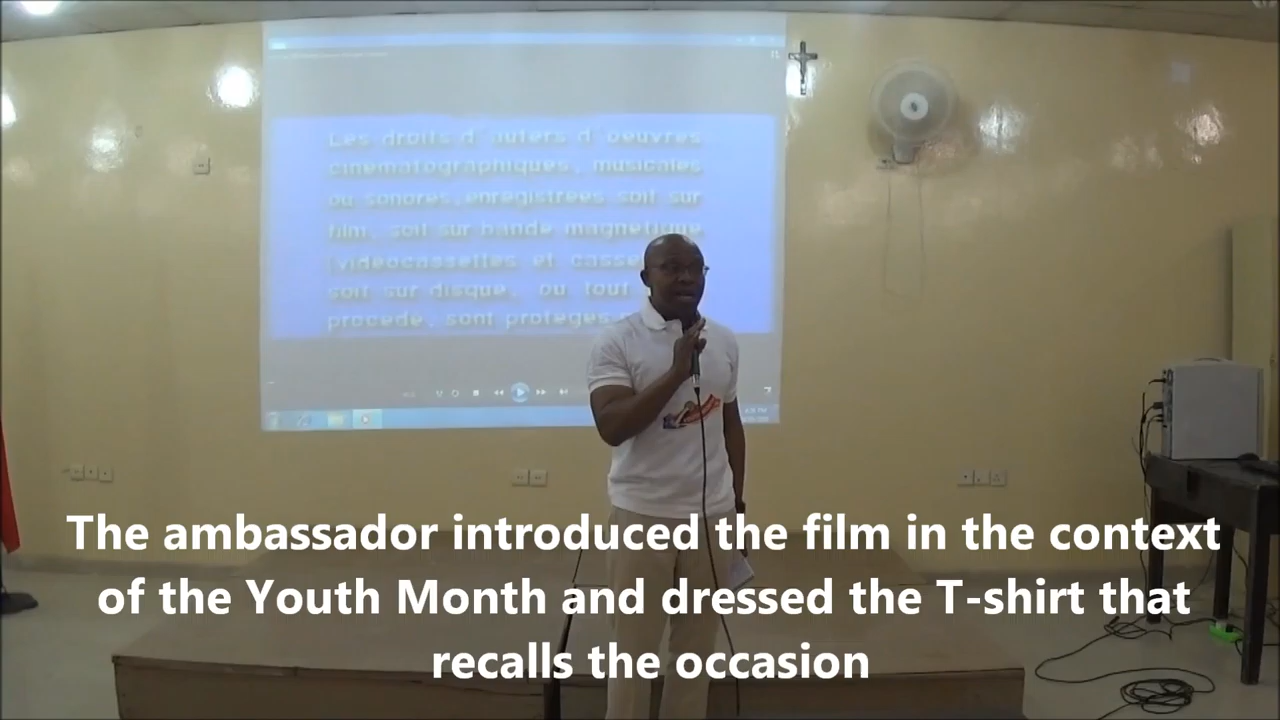 Les droits d'auters d'oeuvres
cinematographiques, musicales
ou sonores, enregistrees soit sur
film, soit sur bande magnetique
(videocassettes et
soit sur disque, ou tout
procede, sont proteges
The ambassador introduced the film in the context
of the Youth Month and dressed the T-shirt that
recalls the occasion